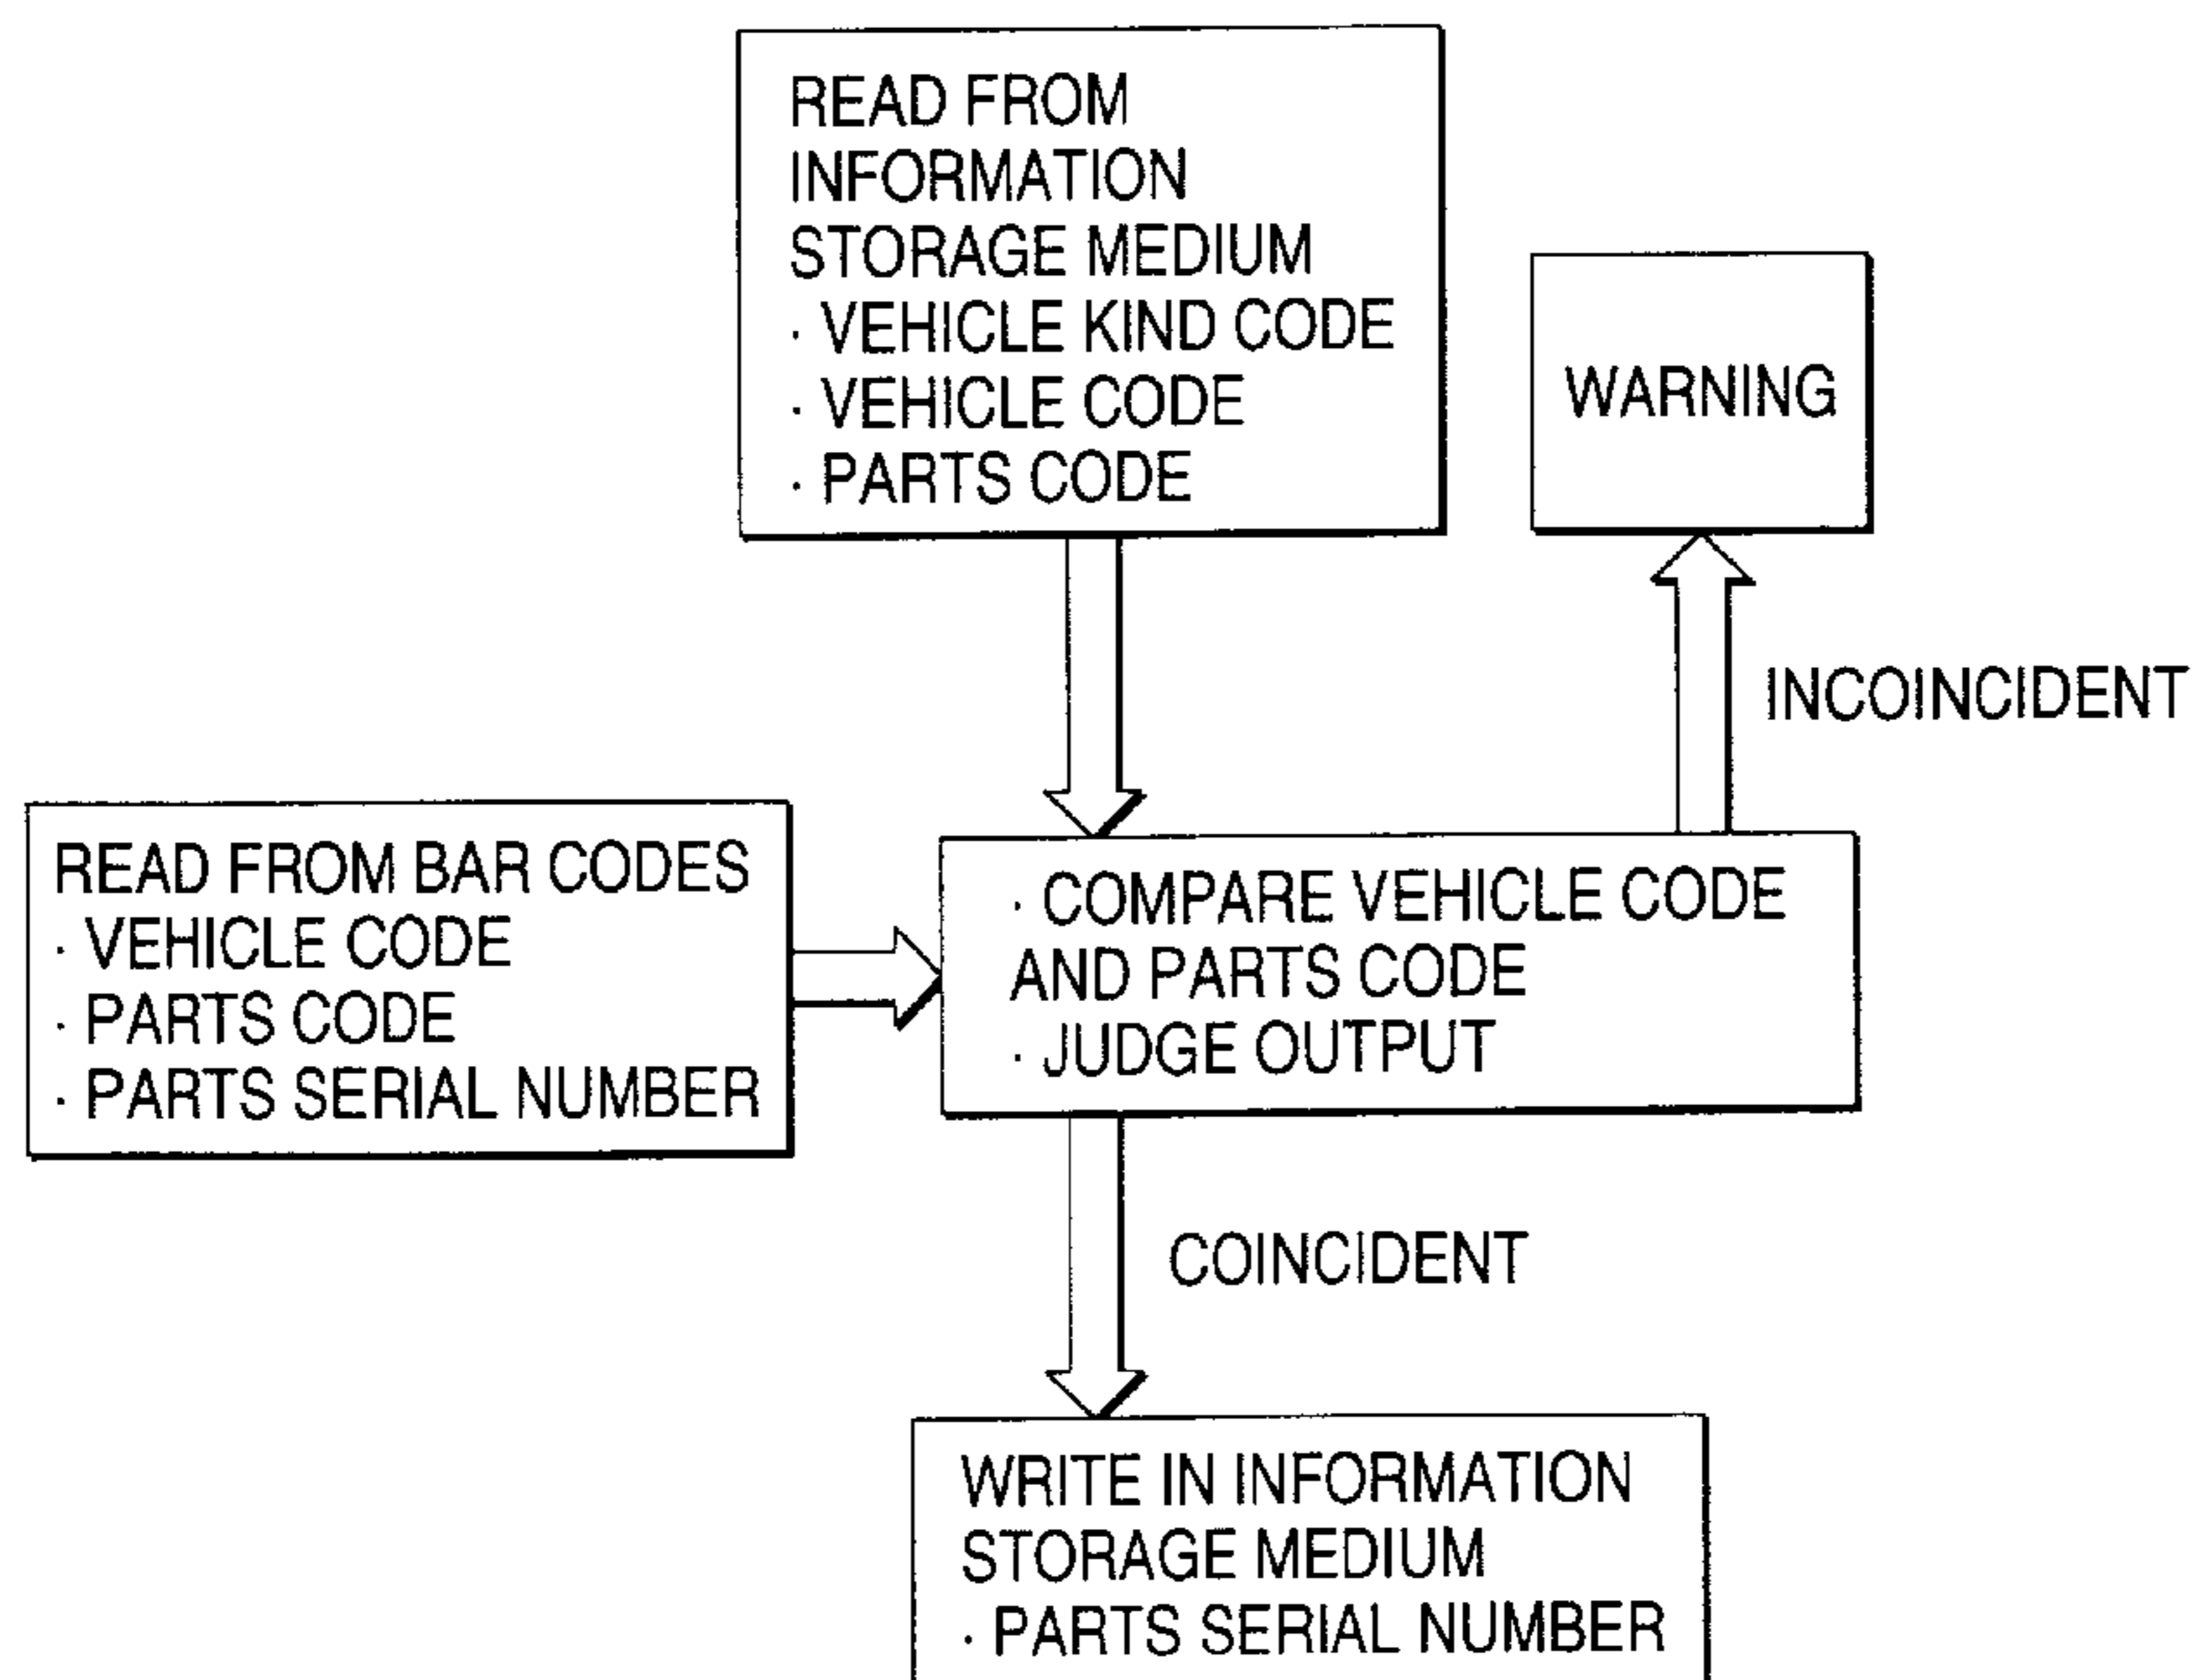 READ FROM
INFORMATION
STORAGE MEDIUM
· VEHICLE KIND CODE
· VEHICLE CODE
· PARTS CODE
WARNING
INCOINCIDENT
READ FROM BAR CODES
· VEHICLE CODE
· PARTS CODE
· PARTS SERIAL NUMBER
· COMPARE VEHICLE CODE
AND PARTS CODE
· JUDGE OUTPUT
COINCIDENT
WRITE IN INFORMATION
STORAGE MEDIUM
· PARTS SERIAL NUMBER